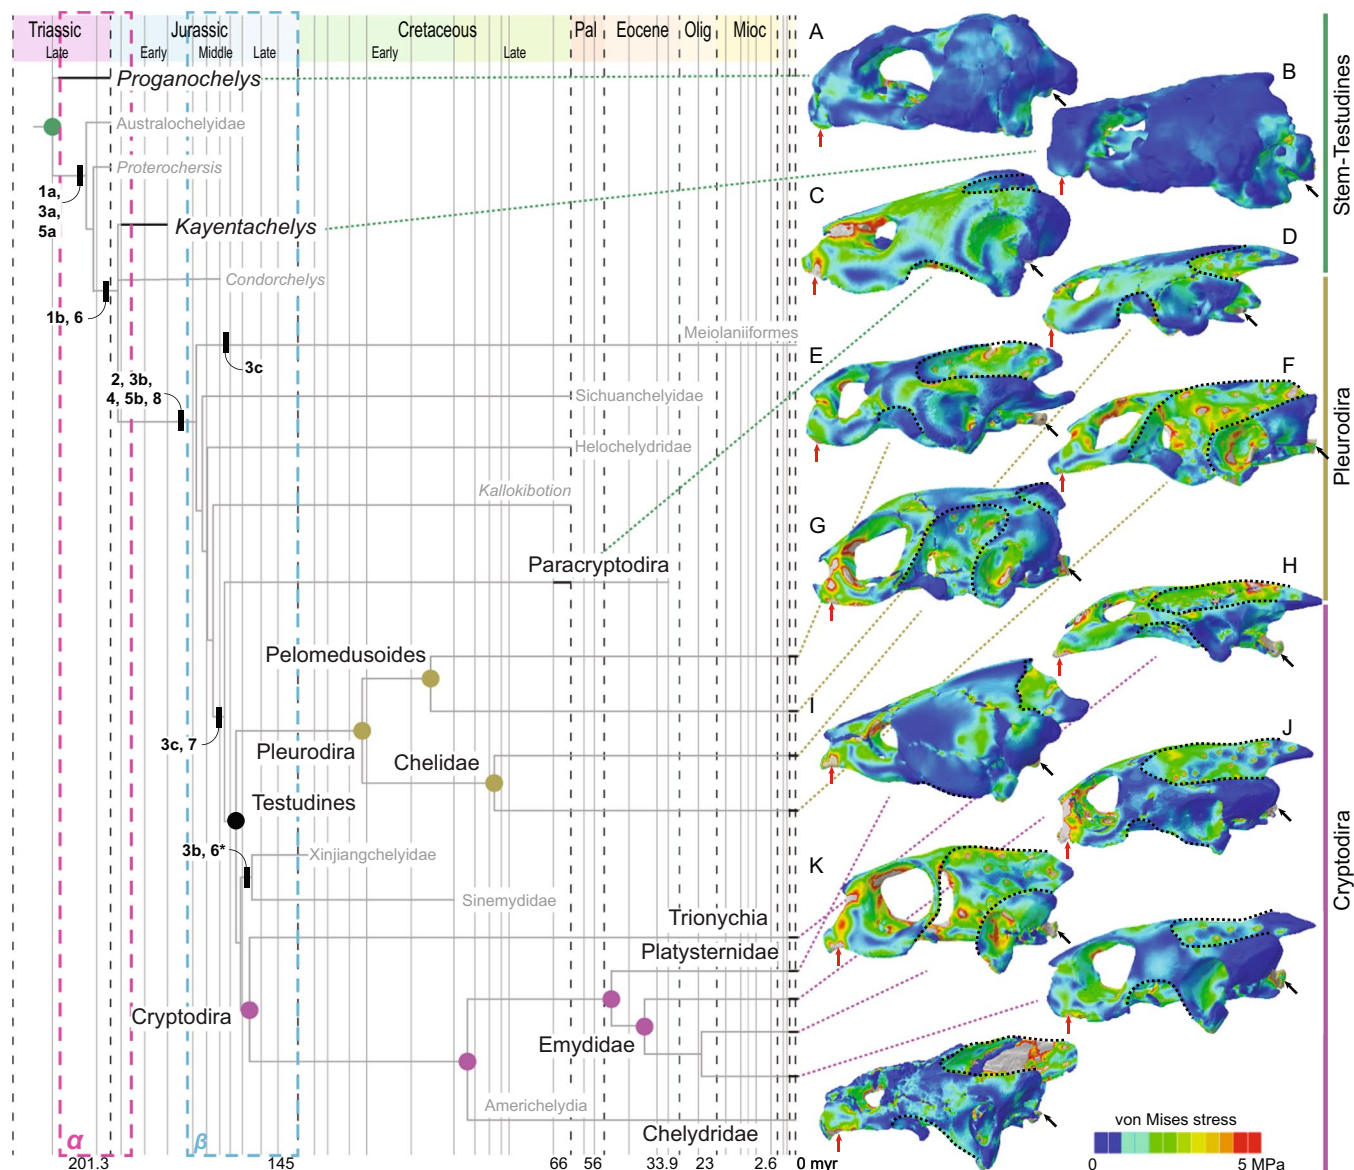 Triassic
Jurassic
Cretaceous
Pal
Eocene
Olig
Mioc
Late
Early
Middle
Late
Early
Late
A
B
Proganochelys
Australochelyidae
Proterochersis
1a,
3a,
5a
Kayentachelys
C
D
Condorchelys
1b, 6
Meiolaniiformes
3c
E
F
2, 3b,
4, 5b, 8
Sichuanchelyidae
Helochelydridae
Kallokibotion
G
Paracryptodira
H
Pelomedusoides
I
3c, 7
Pleurodira
Chelidae
J
Testudines
3b, 6*
Xinjiangchelyidae
K
Sinemydidae
Trionychia
Platysternidae
Cryptodira
Emydidae
Americhelydia
Chelydridae
α
β
201.3
145
66
56
33.9
23
2.6
0 myr
von Mises stress
0
5 MPa
Stem-Testudines
Pleurodira
Cryptodira